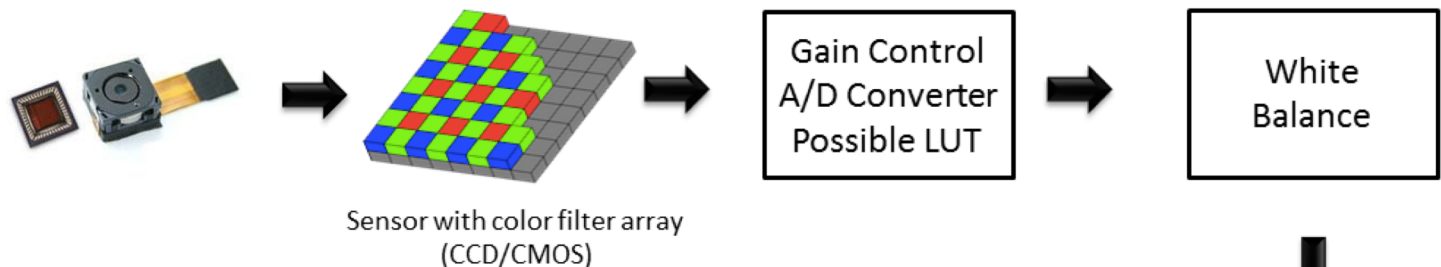 Gain Control
A/D Converter
Possible LUT
White
Balance
Sensor with color filter array
(CCD/CMOS)